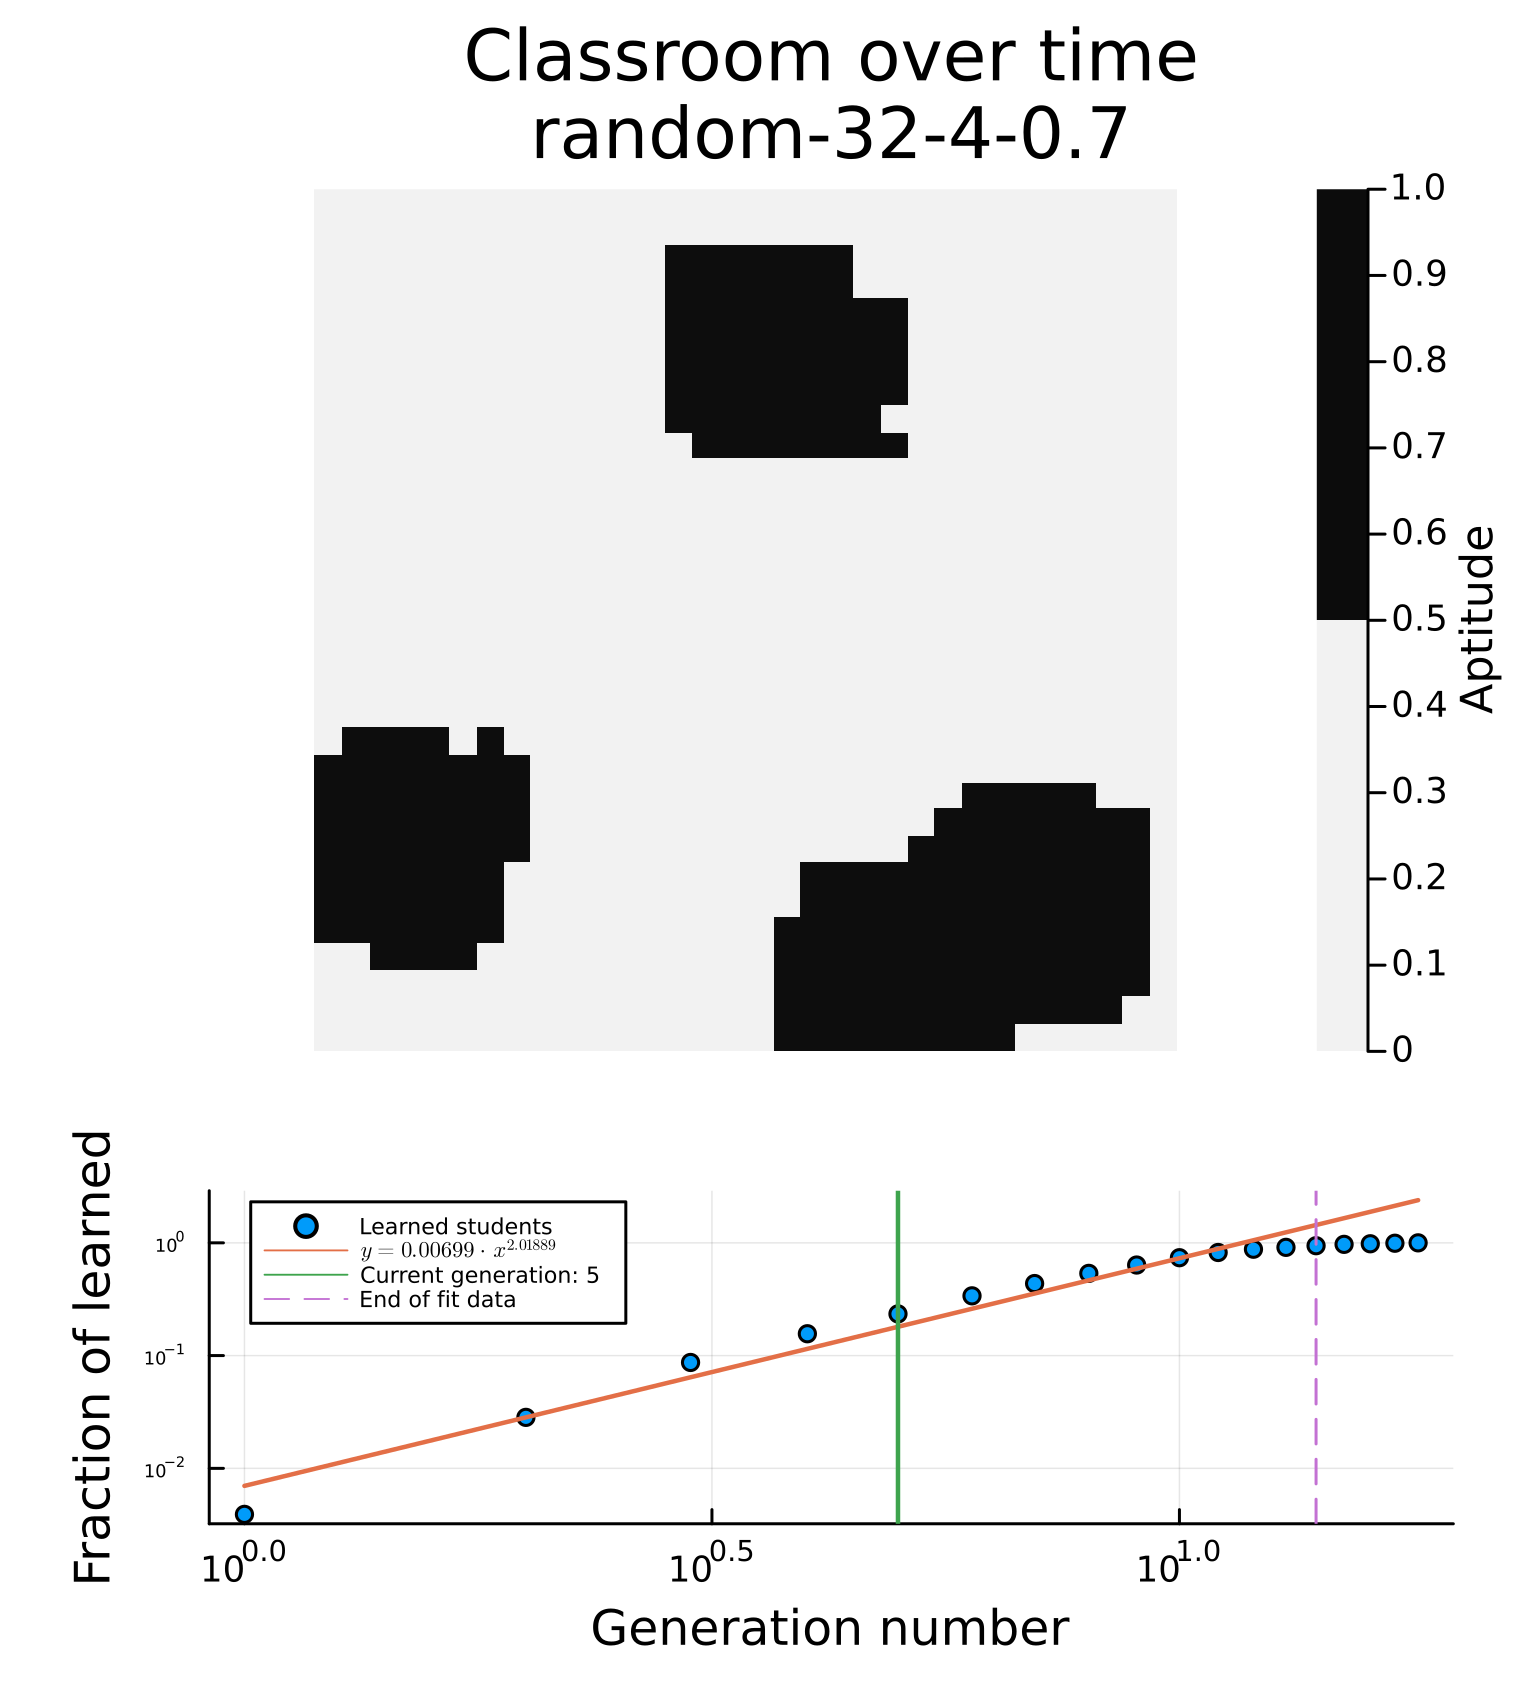 Classroom over time
random-32-4-0.7
1.0
0.9
0.8
0.7
0.6
0.5
0.4
0.3
0.2
0.1
0
Aptitude
Fraction of learned
10^0
10^-1
10^-2
Learned students
y = 0.00699 · x^2.01889
Current generation: 5
End of fit data
10^0.0
10^0.5
10^1.0
Generation number